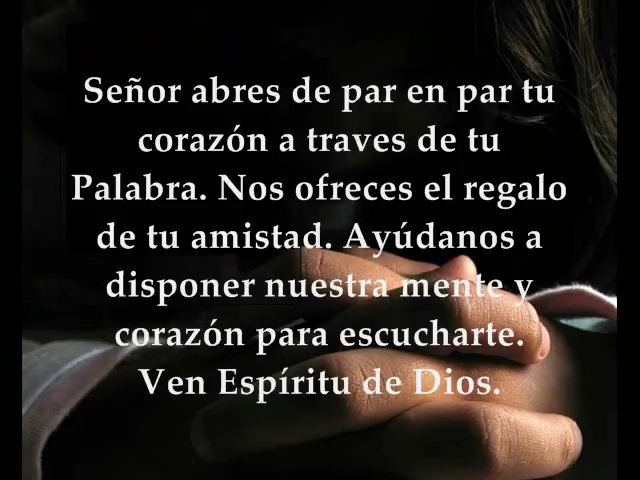 Señor abres de par en par tu
corazón a traves de tu
Palabra. Nos ofreces el regalo
de tu amistad. Ayúdanos a
disponer nuestra mente y
corazón para escucharte.
Ven Espíritu de Dios.